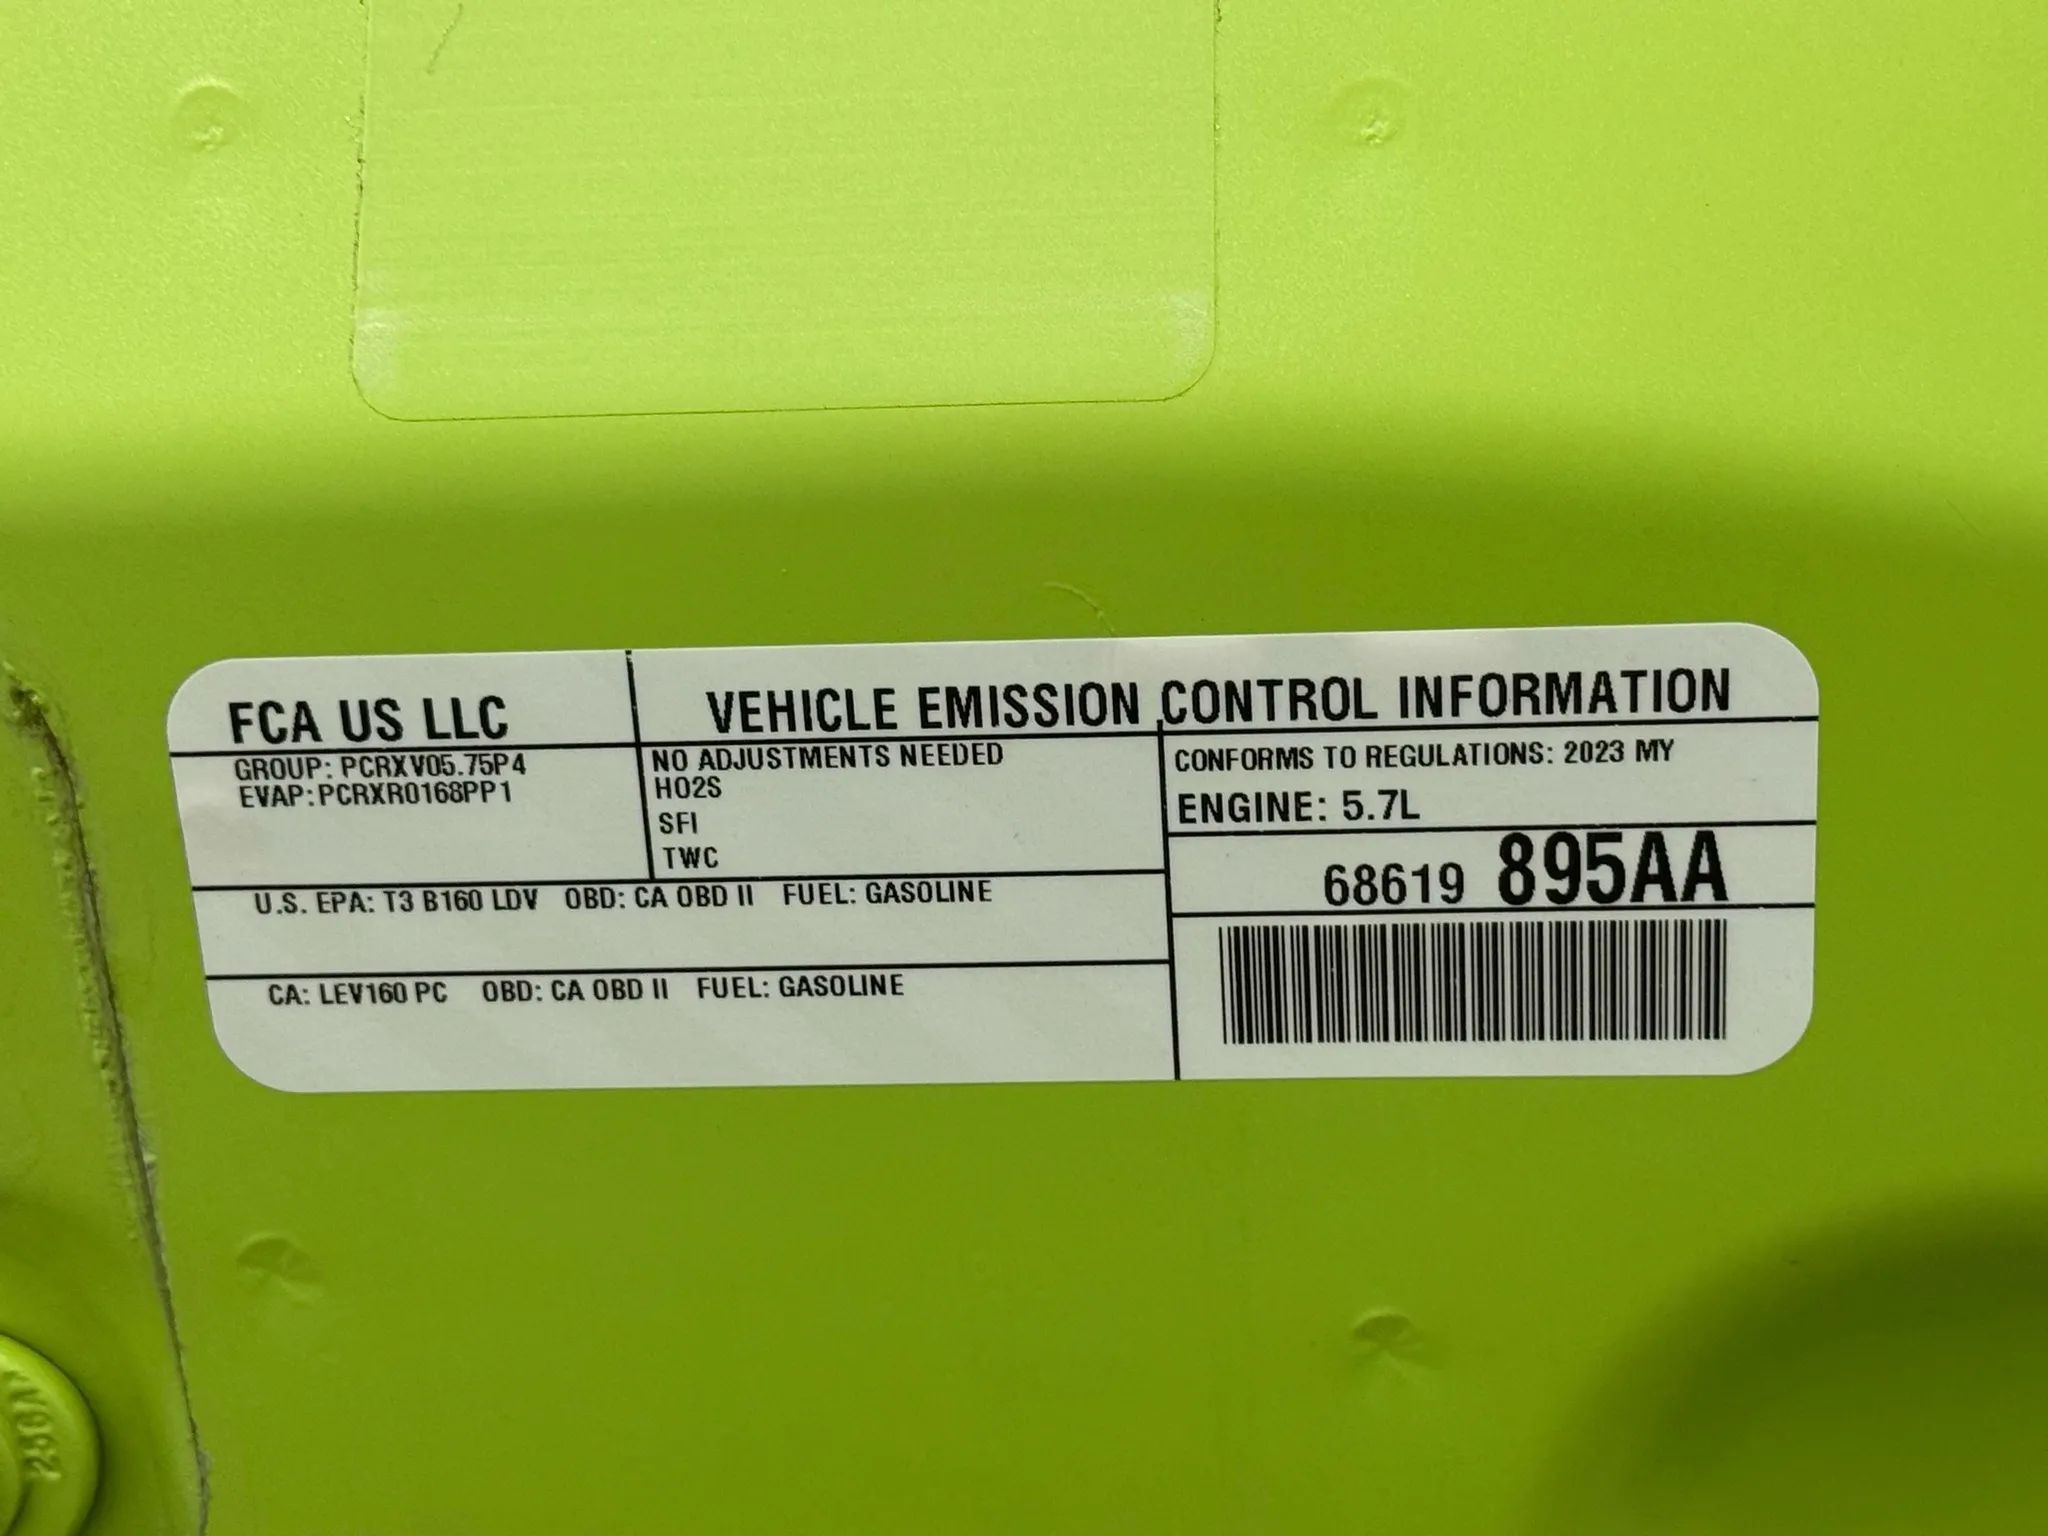 FCA US LLC
VEHICLE EMISSION CONTROL INFORMATION
GROUP: PCRXV05.75P4
EVAP: PCRXR0168PP1
NO ADJUSTMENTS NEEDED
HO2S
SFI
TWC
CONFORMS TO REGULATIONS: 2023 MY
ENGINE: 5.7L
68619 895AA
U.S. EPA: T3 B160 LDV OBD: CA OBD II FUEL: GASOLINE
CA: LEV160 PC OBD: CA OBD II FUEL: GASOLINE